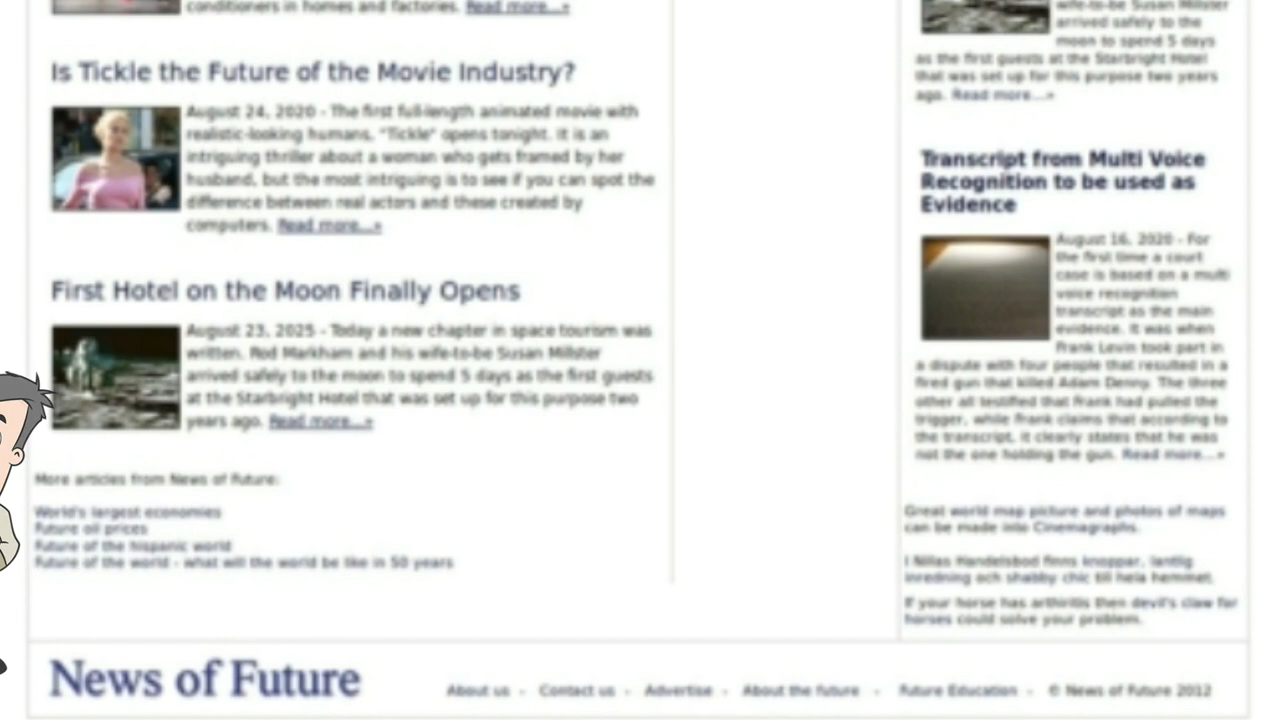 conditioners in homes and factories. Read more...»
Is Tickle the Future of the Movie Industry?
August 24, 2020 - The first full-length animated movie with
realistic-looking humans, "Tickle" opens tonight. It is an
intriguing thriller about a woman who gets framed by her
husband, but the most intriguing is to see if you can spot the
difference between real actors and these created by
computers. Read more...»
First Hotel on the Moon Finally Opens
August 23, 2025 - Today a new chapter in space tourism was
written. Rod Markham and his wife-to-be Susan Millster
arrived safely to the moon to spend 5 days as the first guests
at the Starbright Hotel that was set up for this purpose two
years ago. Read more...»
More articles from News of Future:
World's largest economies
Future oil prices
Future of the hispanic world
Future of the world - what will the world be like in 50 years
wife-to-be Susan Millster
arrived safely to the
moon to spend 5 days
as the first guests at the Starbright Hotel
that was set up for this purpose two years
ago. Read more...»
Transcript from Multi Voice
Recognition to be used as
Evidence
August 16, 2020 - For
the first time a court
case is based on a multi
voice recognition
transcript as the main
evidence. It was when
Frank Levin took part in
a dispute with four people that resulted in a
fired gun that killed Adam Denny. The three
other all testified that Frank had pulled the
trigger, while Frank claims that according to
the transcript, it clearly states that he was
not the one holding the gun. Read more...»
Great world map picture and photos of maps
can be made into Cinemagraphs.
I Nillas Handelsbod finns knoppar, lantlig
inredning och shabby chic till hela hemmet.
If your horse has arthiritis then devil's claw for
horses could solve your problem.
News of Future
About us - Contact us - Advertise - About the future - Future Education - © News of Future 2012